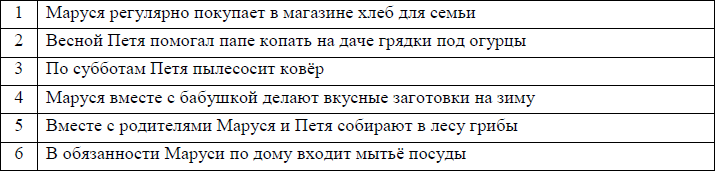 1 Маруся регулярно покупает в магазине хлеб для семьи
2 Весной Петя помогал папе копать на даче грядки под огурцы
3 По субботам Петя пылесосит ковёр
4 Маруся вместе с бабушкой делают вкусные заготовки на зиму
5 Вместе с родителями Маруся и Петя собирают в лесу грибы
6 В обязанности Маруси по дому входит мытьё посуды